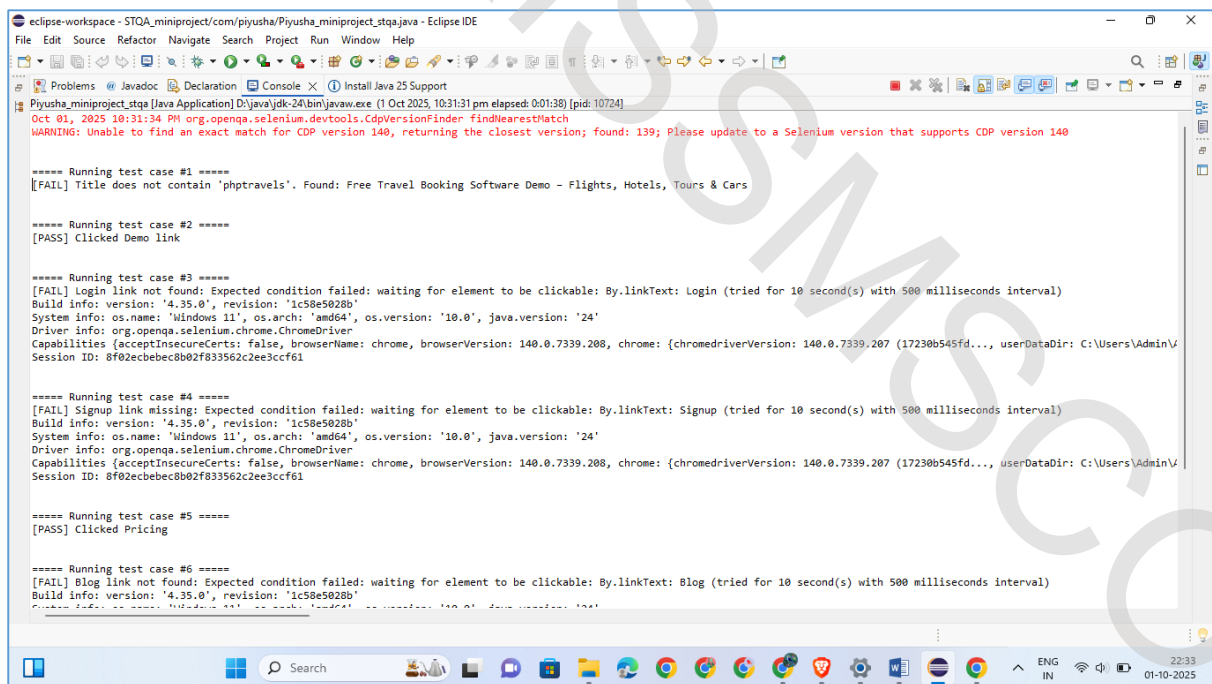 eclipse-workspace - STQA_miniproject/com/piyusha/Piyusha_miniproject_stqa.java - Eclipse IDE
File Edit Source Refactor Navigate Search Project Run Window Help
Problems @ Javadoc Declaration Console × Install Java 25 Support
Piyusha_miniproject_stqa [Java Application] D:\java\jdk-24\bin\javaw.exe (1 Oct 2025, 10:31:31 pm elapsed: 0:01:38) [pid: 10724]
Oct 01, 2025 10:31:34 PM org.openqa.selenium.devtools.CdpVersionFinder findNearestMatch
WARNING: Unable to find an exact match for CDP version 140, returning the closest version; found: 139; Please update to a Selenium version that supports CDP version 140
===== Running test case #1 =====
[FAIL] Title does not contain 'phptravels'. Found: Free Travel Booking Software Demo – Flights, Hotels, Tours & Cars
===== Running test case #2 =====
[PASS] Clicked Demo link
===== Running test case #3 =====
[FAIL] Login link not found: Expected condition failed: waiting for element to be clickable: By.linkText: Login (tried for 10 second(s) with 500 milliseconds interval)
Build info: version: '4.35.0', revision: '1c58e5028b'
System info: os.name: 'Windows 11', os.arch: 'amd64', os.version: '10.0', java.version: '24'
Driver info: org.openqa.selenium.chrome.ChromeDriver
Capabilities {acceptInsecureCerts: false, browserName: chrome, browserVersion: 140.0.7339.208, chrome: {chromedriverVersion: 140.0.7339.207 (17230b545fd..., userDataDir: C:\Users\Admin\A
Session ID: 8f02ecbebec8b02f833562c2ee3ccf61
===== Running test case #4 =====
[FAIL] Signup link missing: Expected condition failed: waiting for element to be clickable: By.linkText: Signup (tried for 10 second(s) with 500 milliseconds interval)
Build info: version: '4.35.0', revision: '1c58e5028b'
System info: os.name: 'Windows 11', os.arch: 'amd64', os.version: '10.0', java.version: '24'
Driver info: org.openqa.selenium.chrome.ChromeDriver
Capabilities {acceptInsecureCerts: false, browserName: chrome, browserVersion: 140.0.7339.208, chrome: {chromedriverVersion: 140.0.7339.207 (17230b545fd..., userDataDir: C:\Users\Admin\A
Session ID: 8f02ecbebec8b02f833562c2ee3ccf61
===== Running test case #5 =====
[PASS] Clicked Pricing
===== Running test case #6 =====
[FAIL] Blog link not found: Expected condition failed: waiting for element to be clickable: By.linkText: Blog (tried for 10 second(s) with 500 milliseconds interval)
Build info: version: '4.35.0', revision: '1c58e5028b'
Search
ENG
IN
22:33
01-10-2025